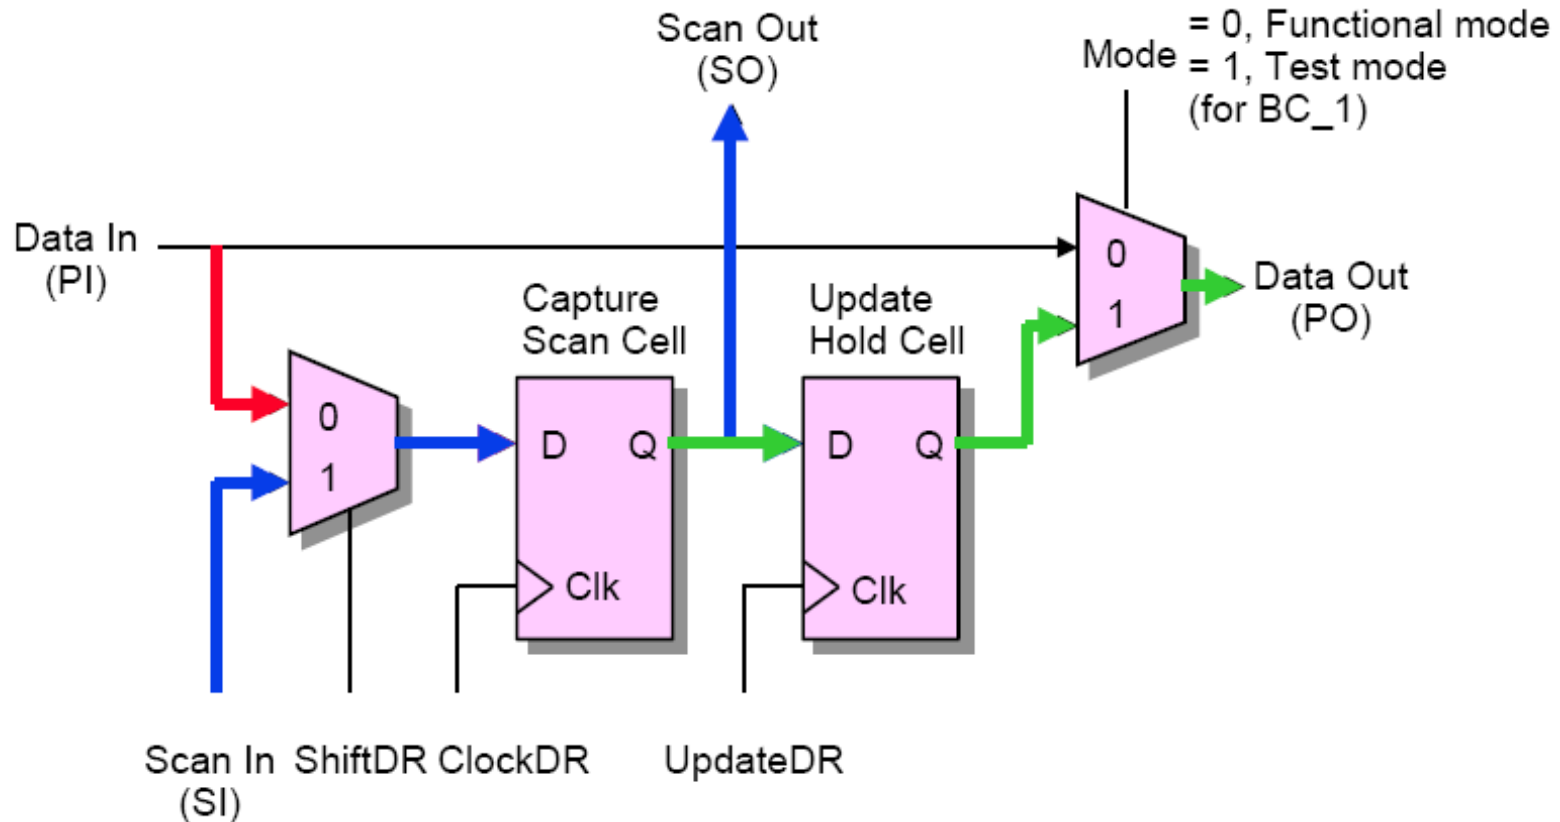 Scan Out
(SO)
Mode
= 0, Functional mode
= 1, Test mode
(for BC_1)
Data In
(PI)
0
1
Data Out
(PO)
Capture
Scan Cell
Update
Hold Cell
0
1
D Q
Clk
D Q
Clk
Scan In
(SI)
ShiftDR
ClockDR
UpdateDR